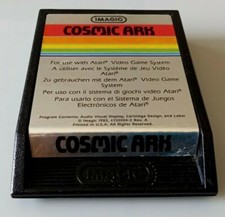 IMAGIC
COSMIC ARK
For use with Atari® Video Game System
A utiliser avec le Système de Jeu Vidéo
Atari®
Zu gebrauchen mit dem Atari® Video Game
System
Per uso con il sistema di giochi video Atari®
Para usarlo con el Sistema de Juegos
Electrónicos de Atari®
Program Contents, Audio Visual Display, Cartridge Design, and Label
© Imagic 1982,
Printed in U.S.A. All Rights Reserved.
COSMIC ARK
IMAGIC